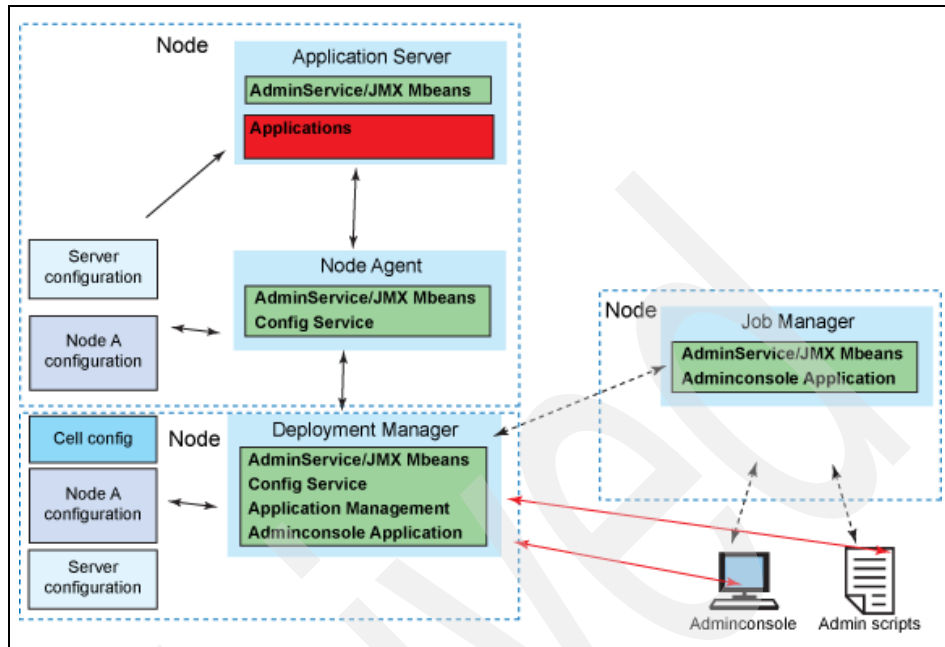 Node
Application Server
AdminService/JMX Mbeans
Applications
Server
configuration
Node Agent
AdminService/JMX Mbeans
Config Service
Node A
configuration
Node
Job Manager
AdminService/JMX Mbeans
Adminconsole Application
Cell config
Node
Deployment Manager
AdminService/JMX Mbeans
Config Service
Application Management
Adminconsole Application
Node A
configuration
Server
configuration
Adminconsole
Admin scripts